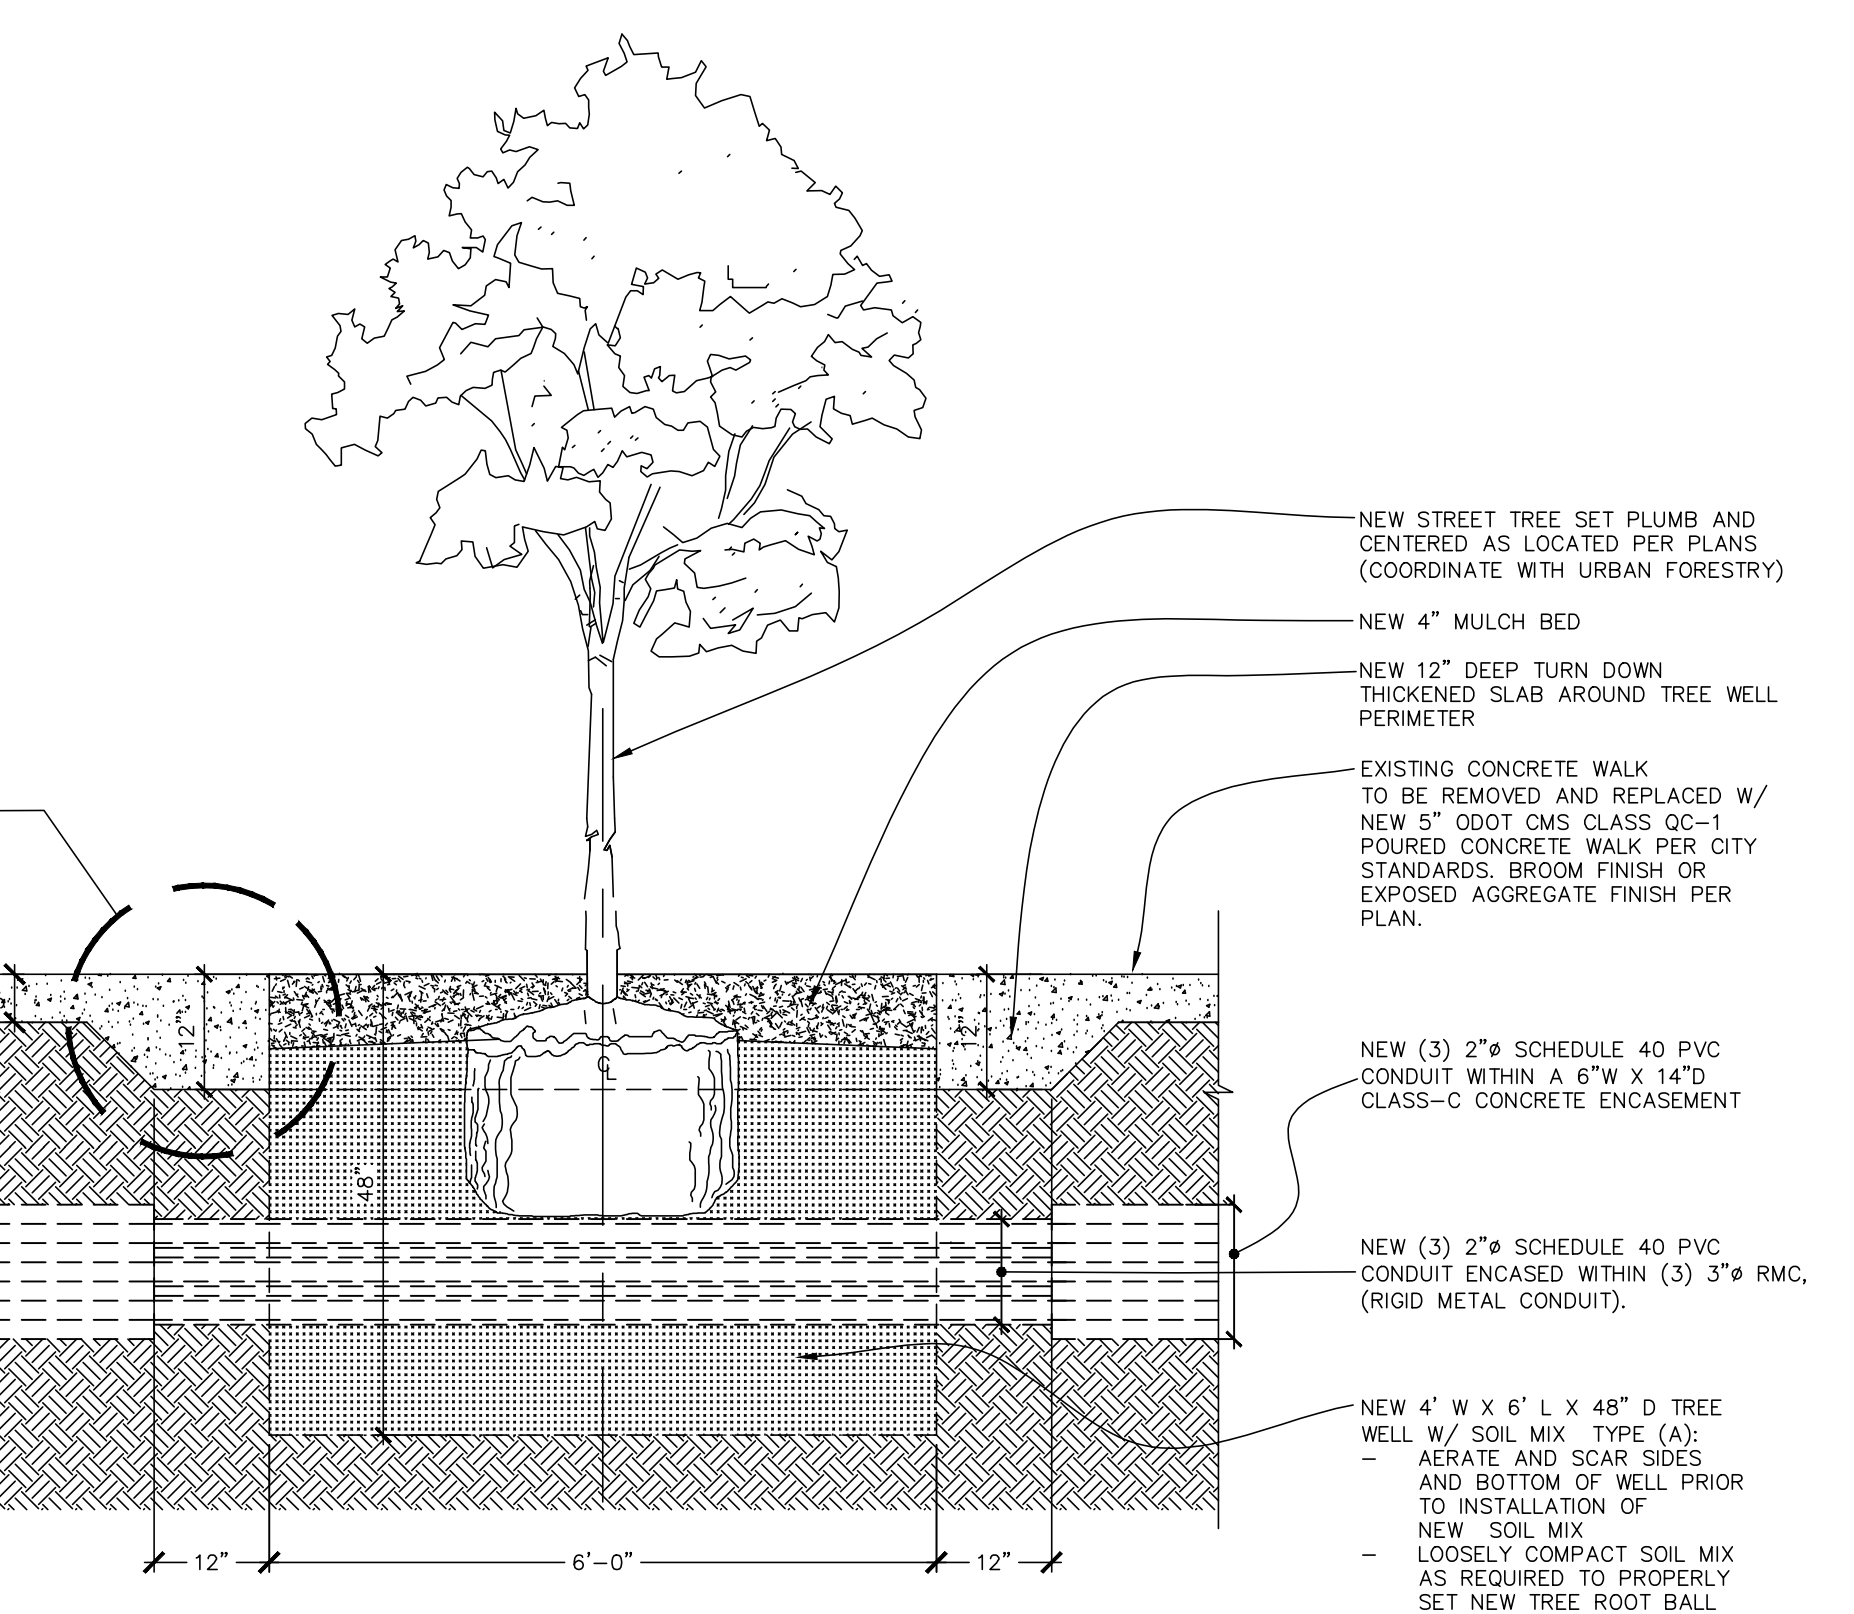 NEW STREET TREE SET PLUMB AND
CENTERED AS LOCATED PER PLANS
(COORDINATE WITH URBAN FORESTRY)
NEW 4" MULCH BED
NEW 12" DEEP TURN DOWN
THICKENED SLAB AROUND TREE WELL
PERIMETER
EXISTING CONCRETE WALK
TO BE REMOVED AND REPLACED W/
NEW 5" ODOT CMS CLASS QC-1
POURED CONCRETE WALK PER CITY
STANDARDS. BROOM FINISH OR
EXPOSED AGGREGATE FINISH PER
PLAN.
12"
12"
CL
48"
NEW (3) 2"ø SCHEDULE 40 PVC
CONDUIT WITHIN A 6"W X 14"D
CLASS-C CONCRETE ENCASEMENT
NEW (3) 2"ø SCHEDULE 40 PVC
CONDUIT ENCASED WITHIN (3) 3"ø RMC,
(RIGID METAL CONDUIT).
NEW 4' W X 6' L X 48" D TREE
WELL W/ SOIL MIX TYPE (A):
- AERATE AND SCAR SIDES
AND BOTTOM OF WELL PRIOR
TO INSTALLATION OF
NEW SOIL MIX
- LOOSELY COMPACT SOIL MIX
AS REQUIRED TO PROPERLY
SET NEW TREE ROOT BALL
12"
6'-0"
12"